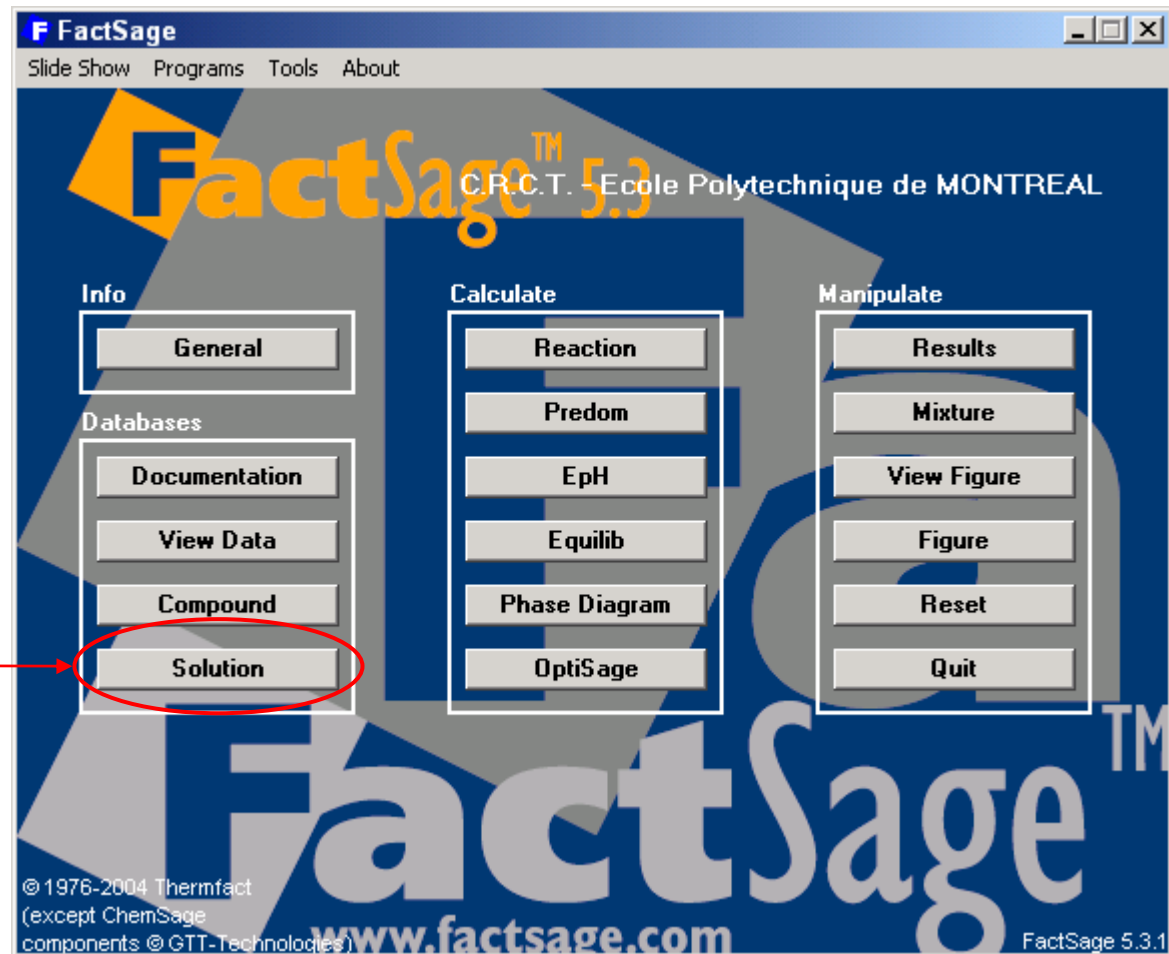 FactSage
Slide Show Programs Tools About
FactSage™ 5.3
C.R.C.T. - Ecole Polytechnique de MONTREAL
Info
General
Databases
Documentation
View Data
Compound
Solution
Calculate
Reaction
Predom
EpH
Equilib
Phase Diagram
OptiSage
Manipulate
Results
Mixture
View Figure
Figure
Reset
Quit
FactSage™
© 1976-2004 Thermfact
(except ChemSage
components © GTT-Technologies)
www.factsage.com
FactSage 5.3.1